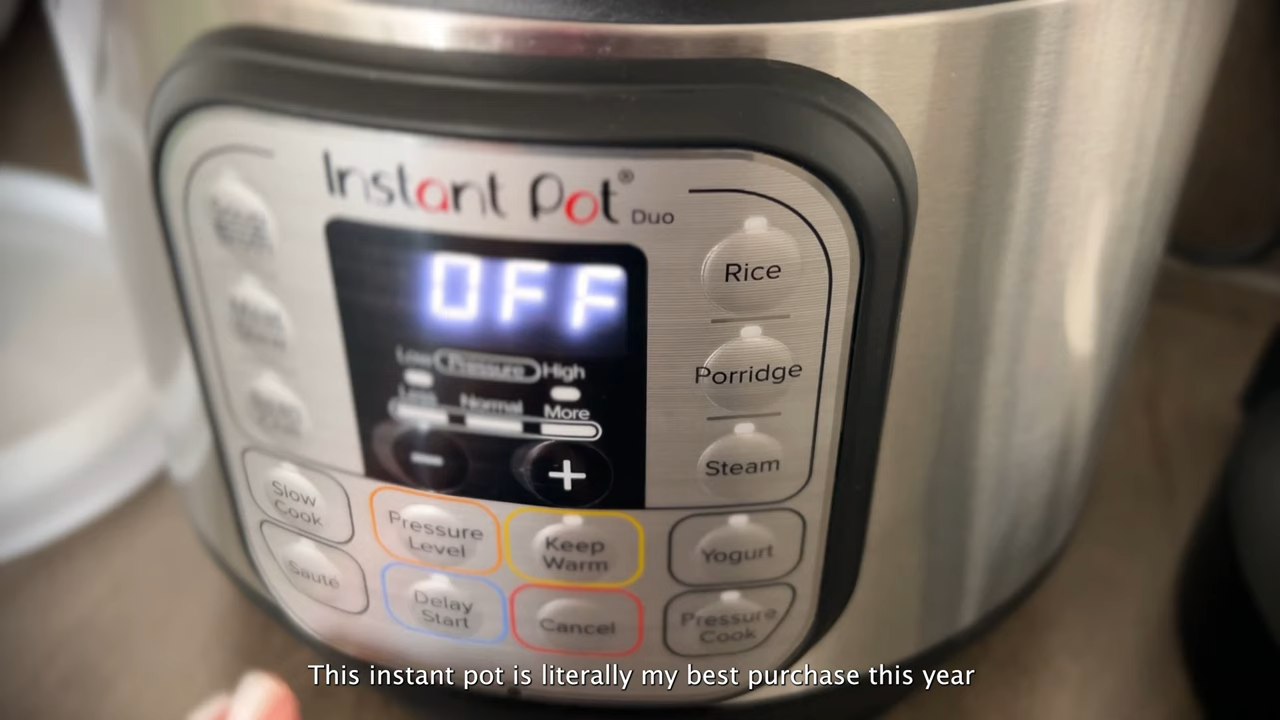 Instant Pot® Duo
OFF
Low Pressure High
Less Normal More
- +
Rice
Porridge
Steam
Slow Cook
Sauté
Pressure Level
Keep Warm
Delay Start
Cancel
Yogurt
Pressure Cook
This instant pot is literally my best purchase this year